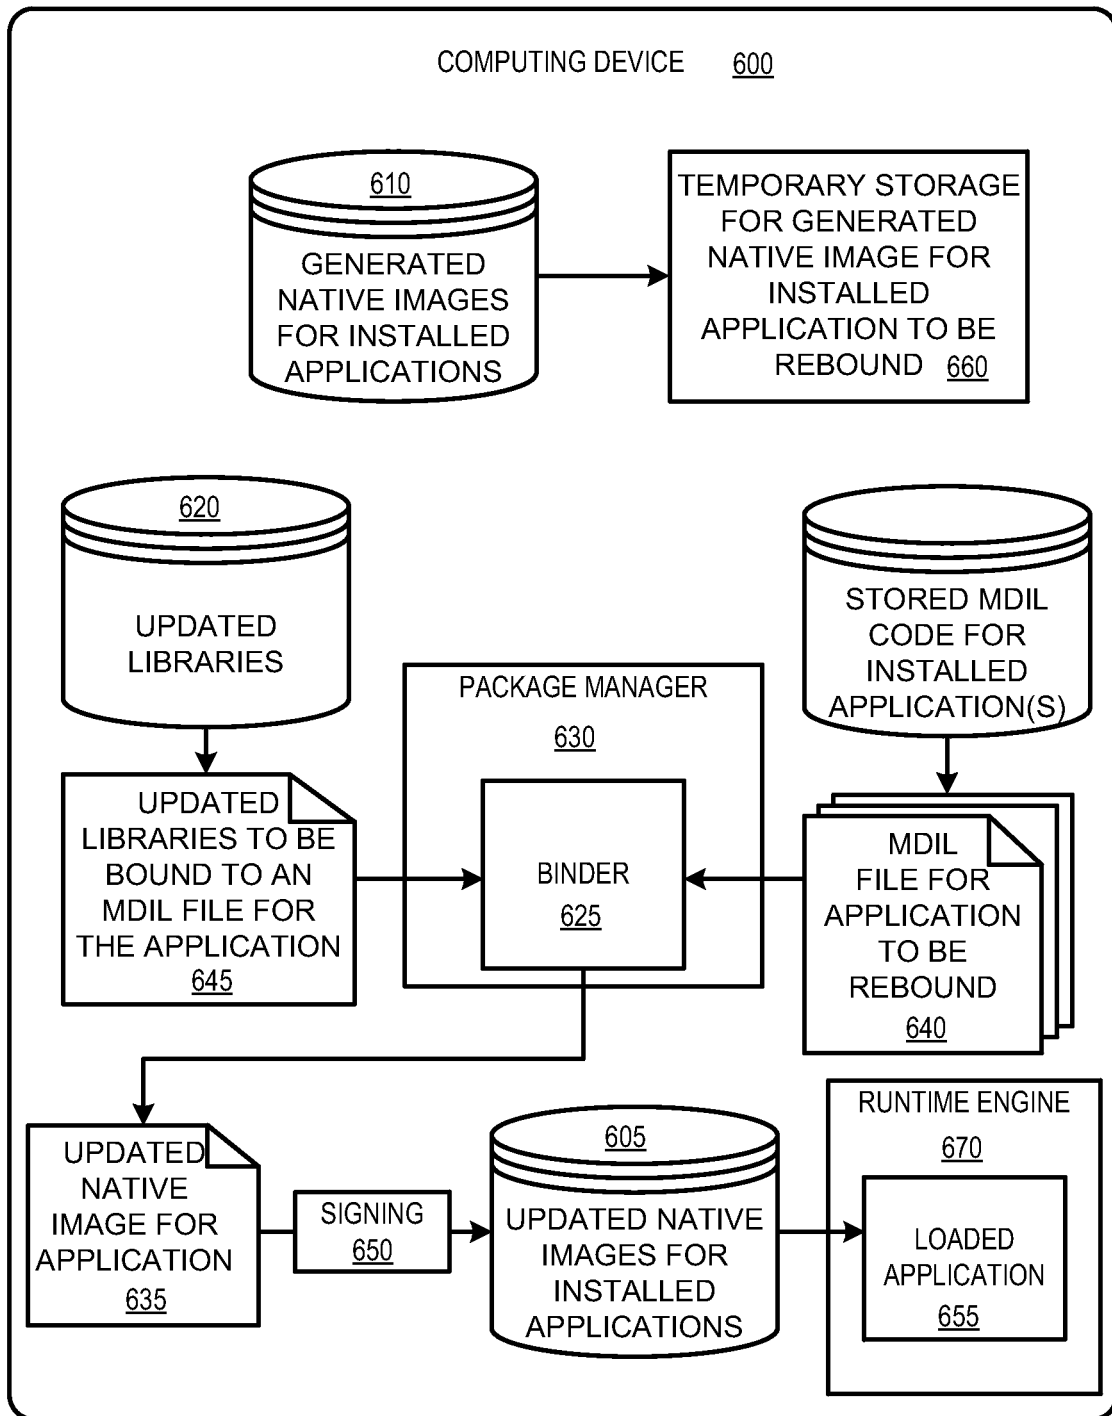 COMPUTING DEVICE 600
610
GENERATED
NATIVE IMAGES
FOR INSTALLED
APPLICATIONS
TEMPORARY STORAGE
FOR GENERATED
NATIVE IMAGE FOR
INSTALLED
APPLICATION TO BE
REBOUND 660
620
UPDATED
LIBRARIES
STORED MDIL
CODE FOR
INSTALLED
APPLICATION(S)
PACKAGE MANAGER
630
UPDATED
LIBRARIES TO BE
BOUND TO AN
MDIL FILE FOR
THE APPLICATION
645
BINDER
625
MDIL
FILE FOR
APPLICATION
TO BE
REBOUND
640
UPDATED
NATIVE
IMAGE FOR
APPLICATION
635
SIGNING
650
605
UPDATED NATIVE
IMAGES FOR
INSTALLED
APPLICATIONS
RUNTIME ENGINE
670
LOADED
APPLICATION
655